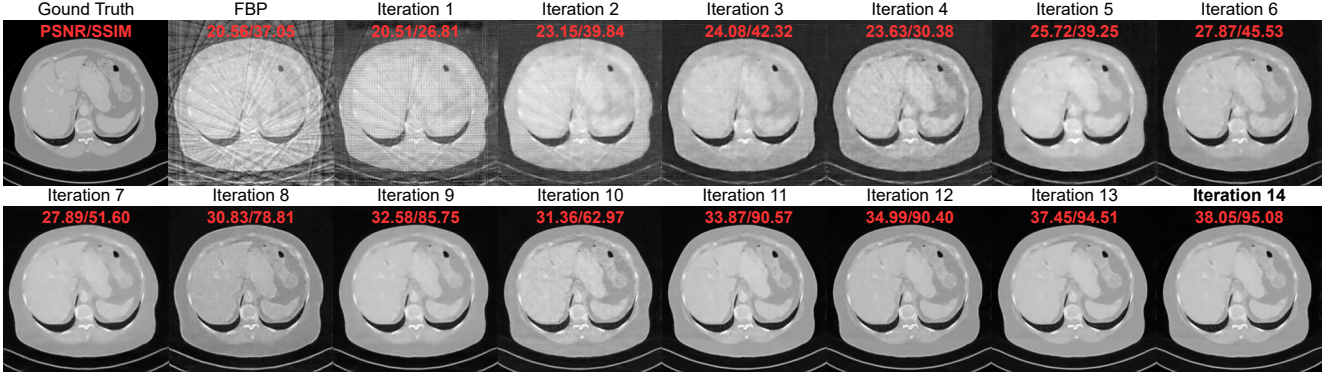 Gound Truth FBP Iteration 1 Iteration 2 Iteration 3 Iteration 4 Iteration 5 Iteration 6
PSNR/SSIM 20.56/37.05 20.51/26.81 23.15/39.84 24.08/42.32 23.63/30.38 25.72/39.25 27.87/45.53
Iteration 7 Iteration 8 Iteration 9 Iteration 10 Iteration 11 Iteration 12 Iteration 13 Iteration 14
27.89/51.60 30.83/78.81 32.58/85.75 31.36/62.97 33.87/90.57 34.99/90.40 37.45/94.51 38.05/95.08